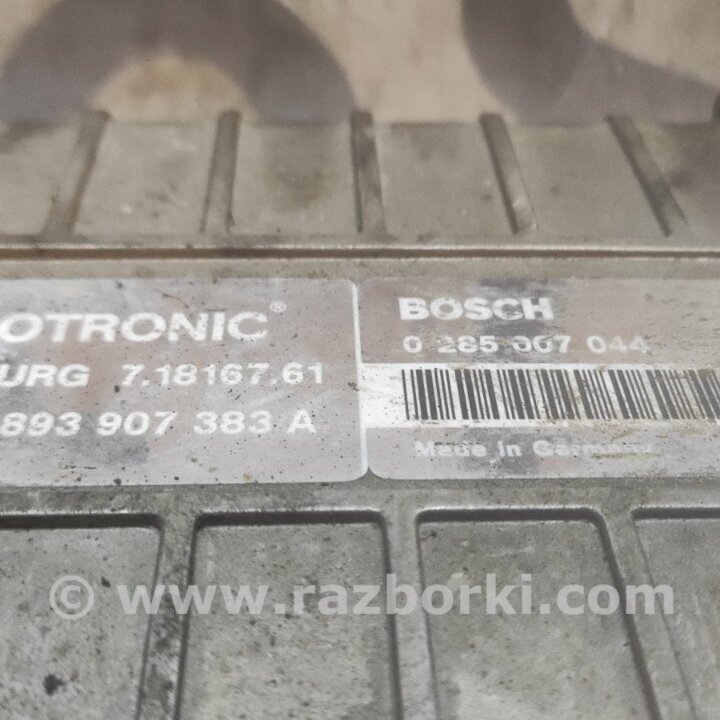 OTRONIC®
URG 7.18167.61
893 907 383 A
BOSCH
0 285 007 044
Made in Germany
© www.razborki.com